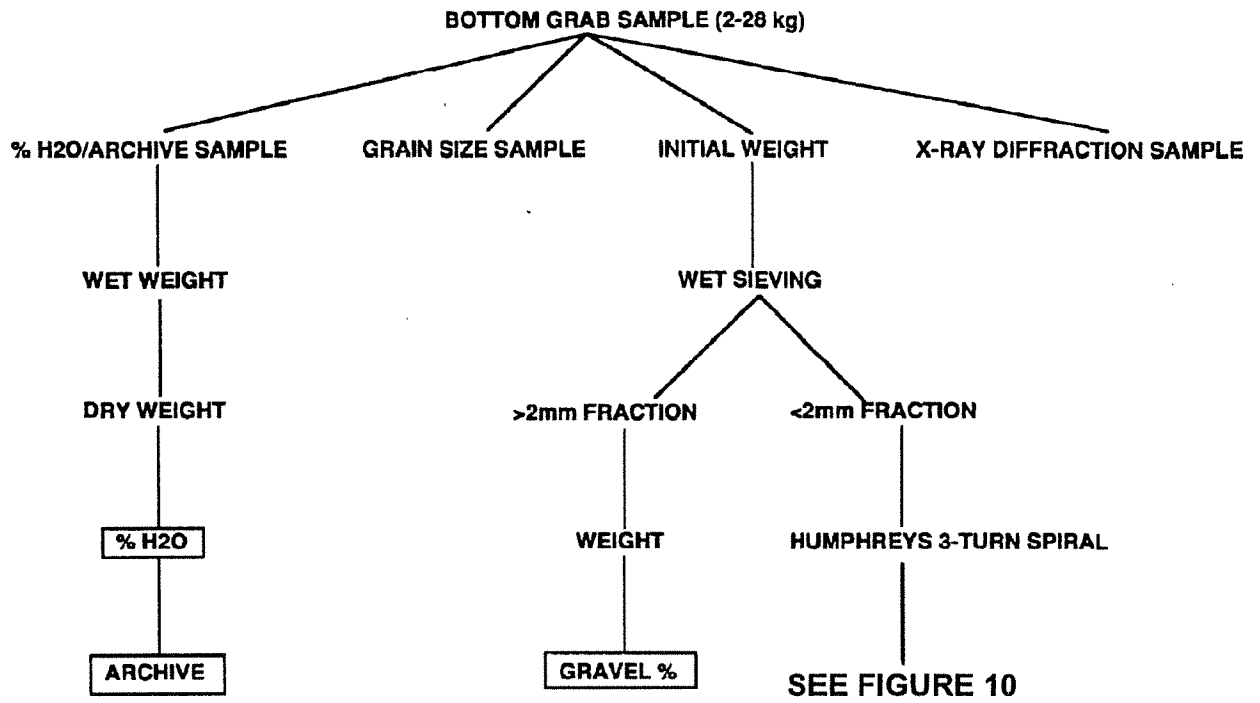 BOTTOM GRAB SAMPLE (2-28 kg)
% H2O/ARCHIVE SAMPLE
GRAIN SIZE SAMPLE
INITIAL WEIGHT
X-RAY DIFFRACTION SAMPLE
WET WEIGHT
WET SIEVING
DRY WEIGHT
>2mm FRACTION
<2mm FRACTION
% H2O
WEIGHT
HUMPHREYS 3-TURN SPIRAL
ARCHIVE
GRAVEL %
SEE FIGURE 10